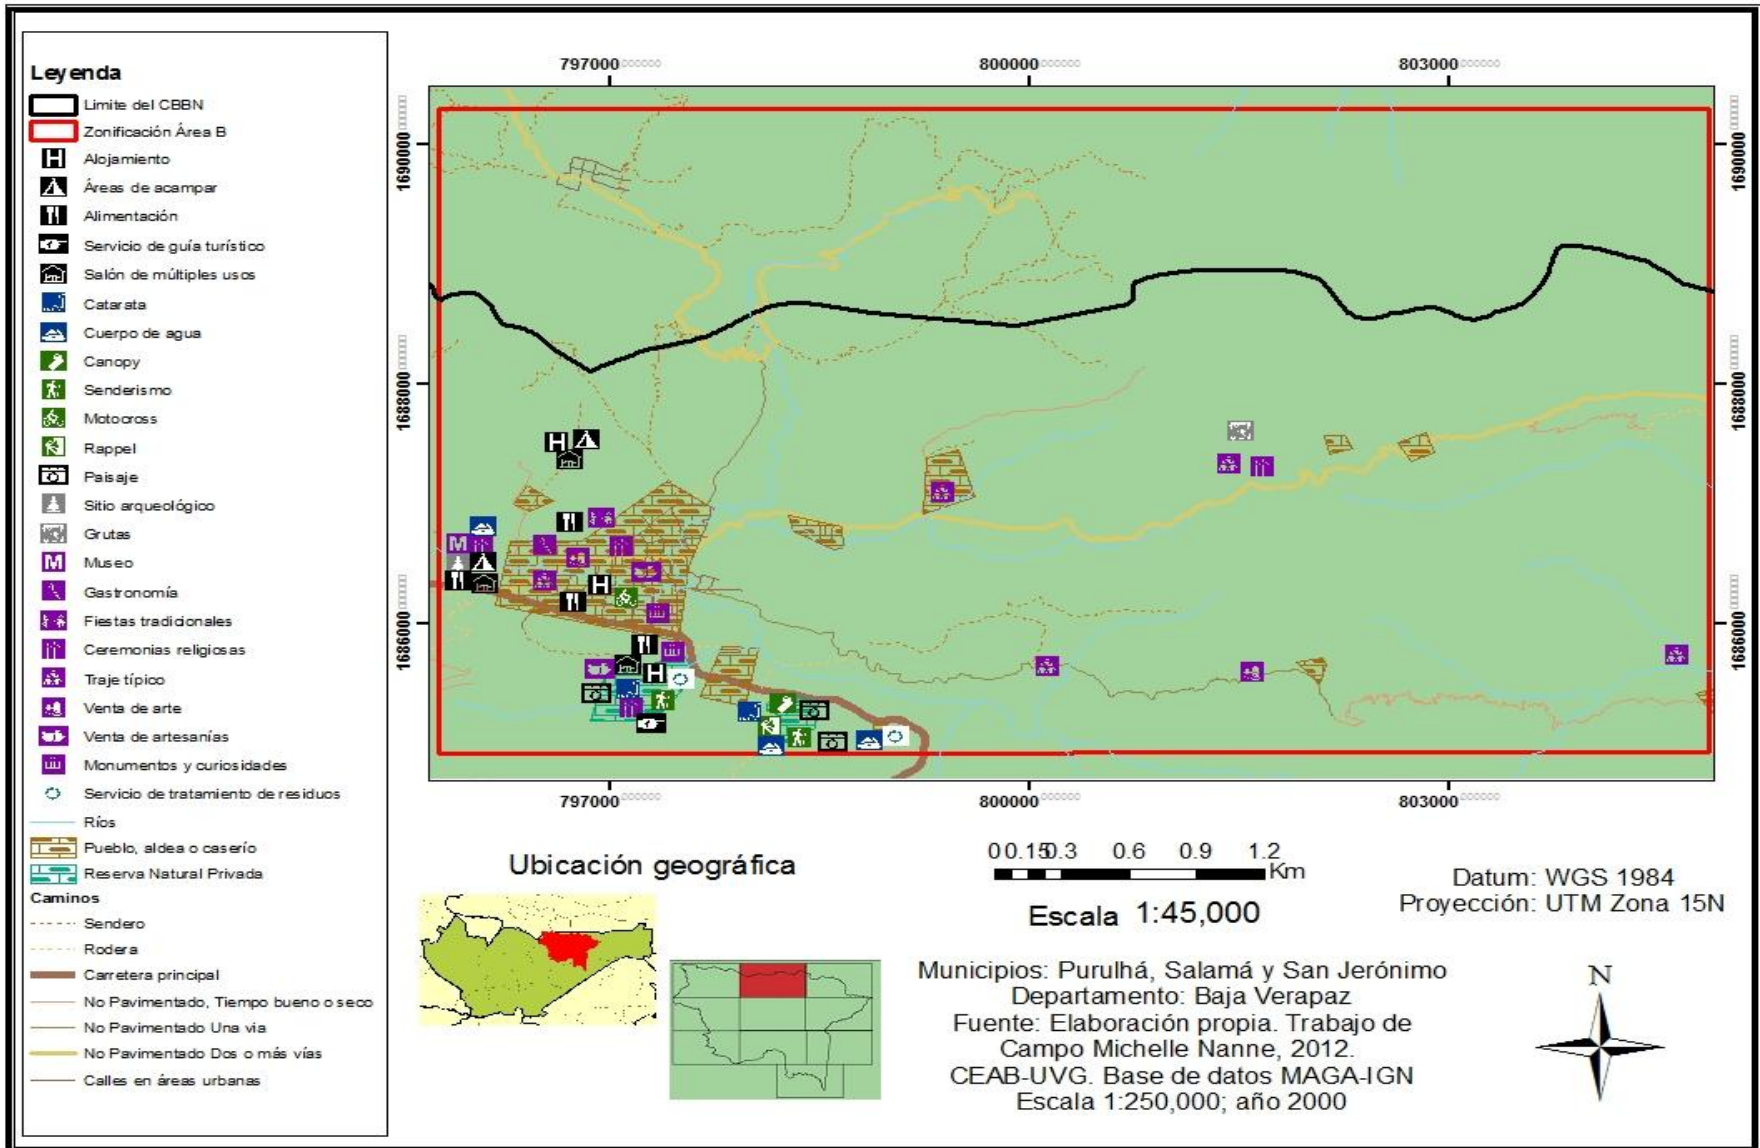 Leyenda
Limite del CBBN
Zonificación Área B
Alojamiento
Áreas de acampar
Alimentación
Servicio de guía turístico
Salón de múltiples usos
Catarata
Cuerpo de agua
Canopy
Senderismo
Motocross
Rappel
Paisaje
Sitio arqueológico
Grutas
Museo
Gastronomía
Fiestas tradicionales
Ceremonias religiosas
Traje típico
Venta de arte
Venta de artesanías
Monumentos y curiosidades
Servicio de tratamiento de residuos
Ríos
Pueblo, aldea o caserío
Reserva Natural Privada
Caminos
Sendero
Rodera
Carretera principal
No Pavimentado, Tiempo bueno o seco
No Pavimentado Una via
No Pavimentado Dos o más vías
Calles en áreas urbanas
797000 800000 803000
1690000 1690000
1688000 1688000
1686000 1686000
797000 800000 803000
Ubicación geográfica
0 0.15 0.3 0.6 0.9 1.2
Km
Escala 1:45,000
Datum: WGS 1984
Proyección: UTM Zona 15N
Municipios: Purulhá, Salamá y San Jerónimo
Departamento: Baja Verapaz
Fuente: Elaboración propia. Trabajo de
Campo Michelle Nanne, 2012.
CEAB-UVG. Base de datos MAGA-IGN
Escala 1:250,000; año 2000
N